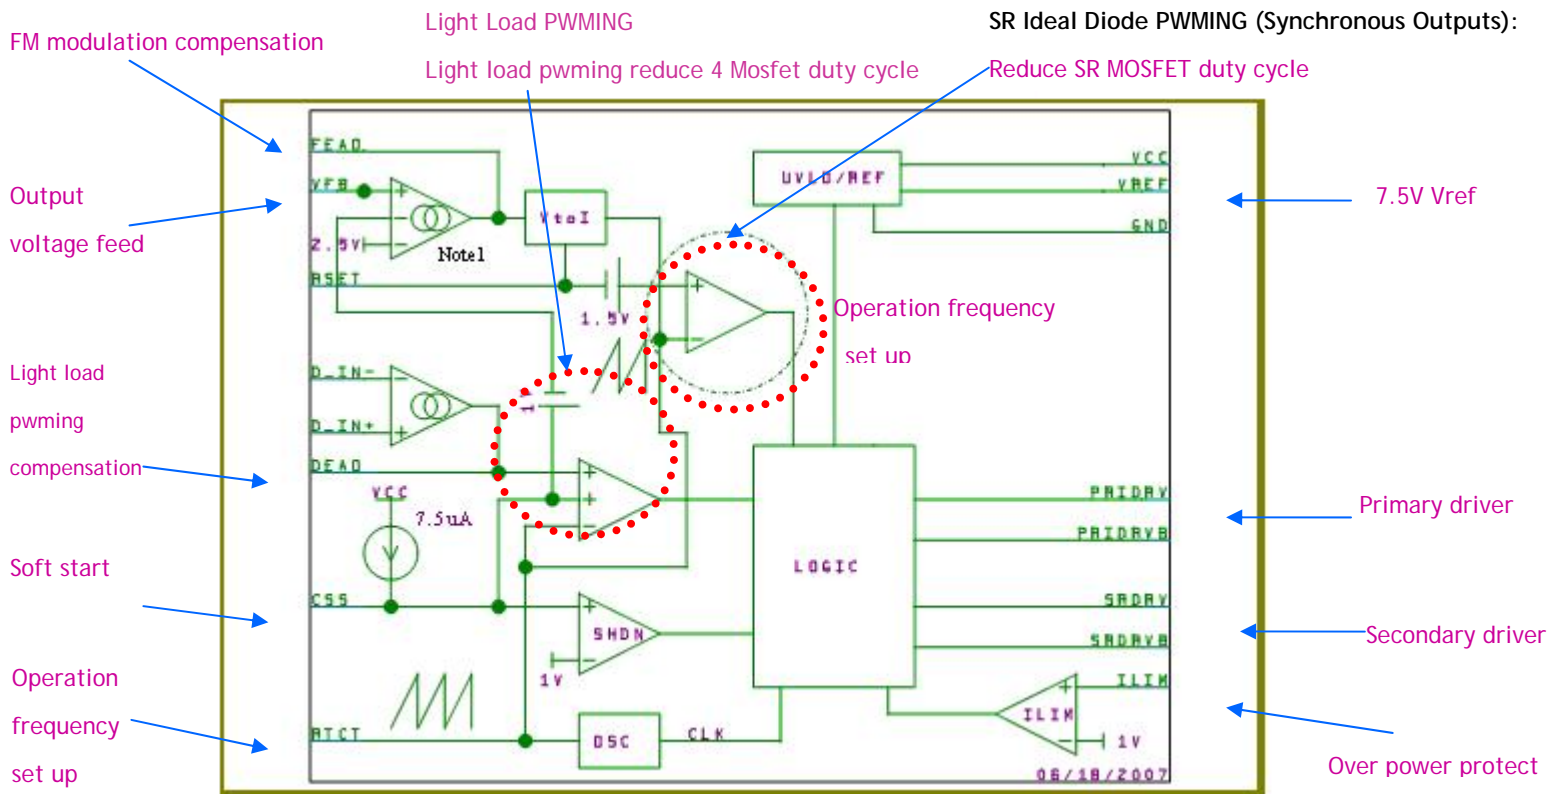 Light Load PWMING
SR Ideal Diode PWMING (Synchronous Outputs):
FM modulation compensation
Light load pwming reduce 4 Mosfet duty cycle
Reduce SR MOSFET duty cycle
FEAO
VCC
UVLO/REF
Output
VFB
VREF
7.5V Vref
VtoI
GND
voltage feed
2.5V
Note1
RSET
1.5V
Operation frequency
set up
Light load
D_IN-
1V
pwming
D_IN+
compensation
DEAO
VCC
7.5uA
PRIDRV
Primary driver
PRIDRVB
LOGIC
Soft start
CSS
SRDRV
SHDN
SRDRVB
Secondary driver
1V
Operation
ILIM
frequency
ILIM
RTCT
OSC
CLK
1V
set up
06/18/2007
Over power protect